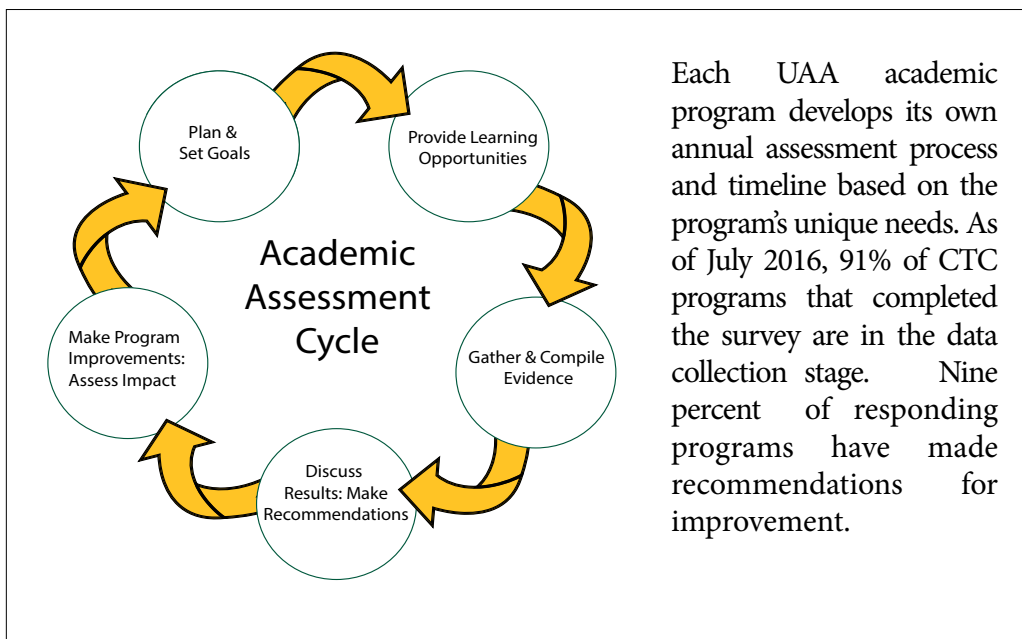 Plan &
Set Goals
Provide Learning
Opportunities
Academic
Assessment
Cycle
Gather & Compile
Evidence
Discuss
Results: Make
Recommendations
Make Program
Improvements:
Assess Impact
Each UAA academic
program develops its own
annual assessment process
and timeline based on the
program’s unique needs. As
of July 2016, 91% of CTC
programs that completed
the survey are in the data
collection stage. Nine
percent of responding
programs have made
recommendations for
improvement.